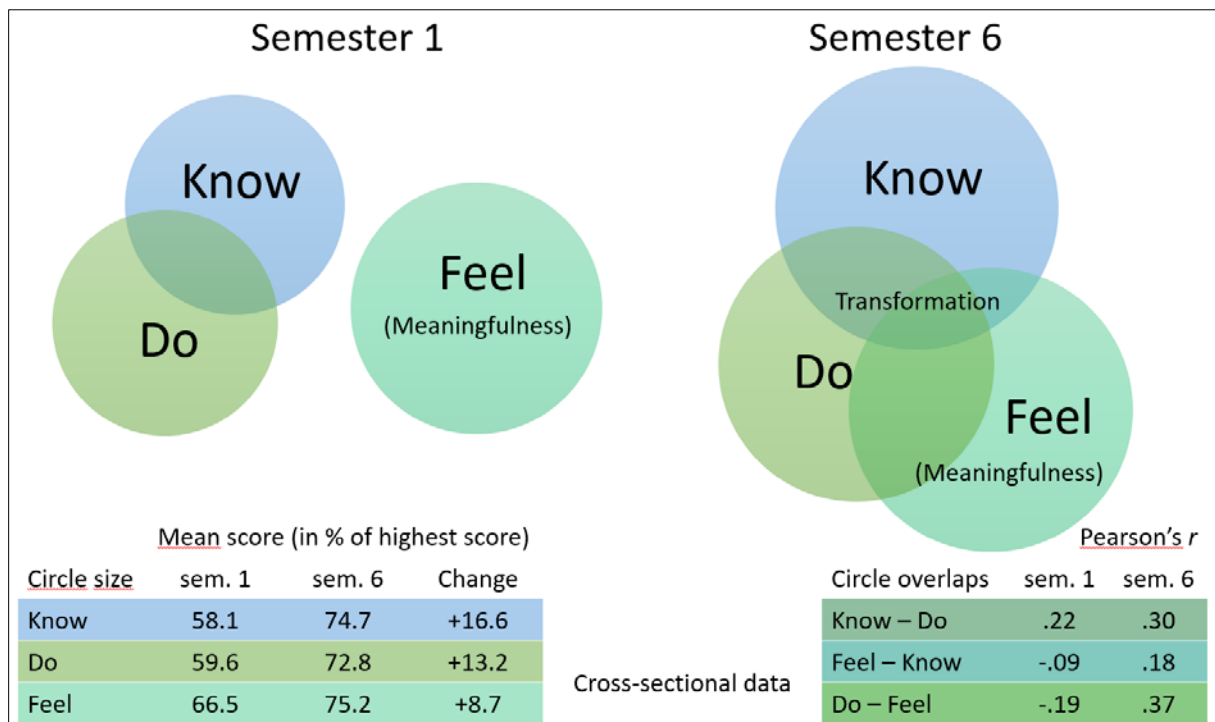 Semester 1
Semester 6
Know
Do
Feel
(Meaningfulness)
Know
Transformation
Do
Feel
(Meaningfulness)
Mean score (in % of highest score)
Circle size sem. 1 sem. 6 Change
Know 58.1 74.7 +16.6
Do 59.6 72.8 +13.2
Feel 66.5 75.2 +8.7
Cross-sectional data
Pearson's r
Circle overlaps sem. 1 sem. 6
Know – Do .22 .30
Feel – Know -.09 .18
Do – Feel -.19 .37